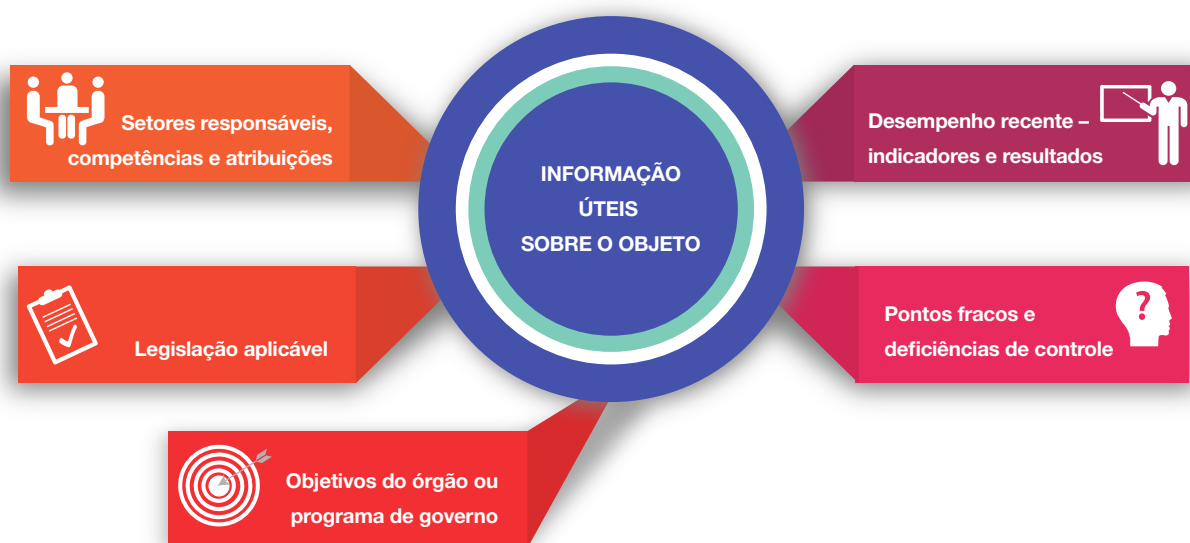 INFORMAÇÃO
ÚTEIS
SOBRE O OBJETO
Setores responsáveis,
competências e atribuições
Legislação aplicável
Objetivos do órgão ou
programa de governo
Desempenho recente –
indicadores e resultados
Pontos fracos e
deficiências de controle
?